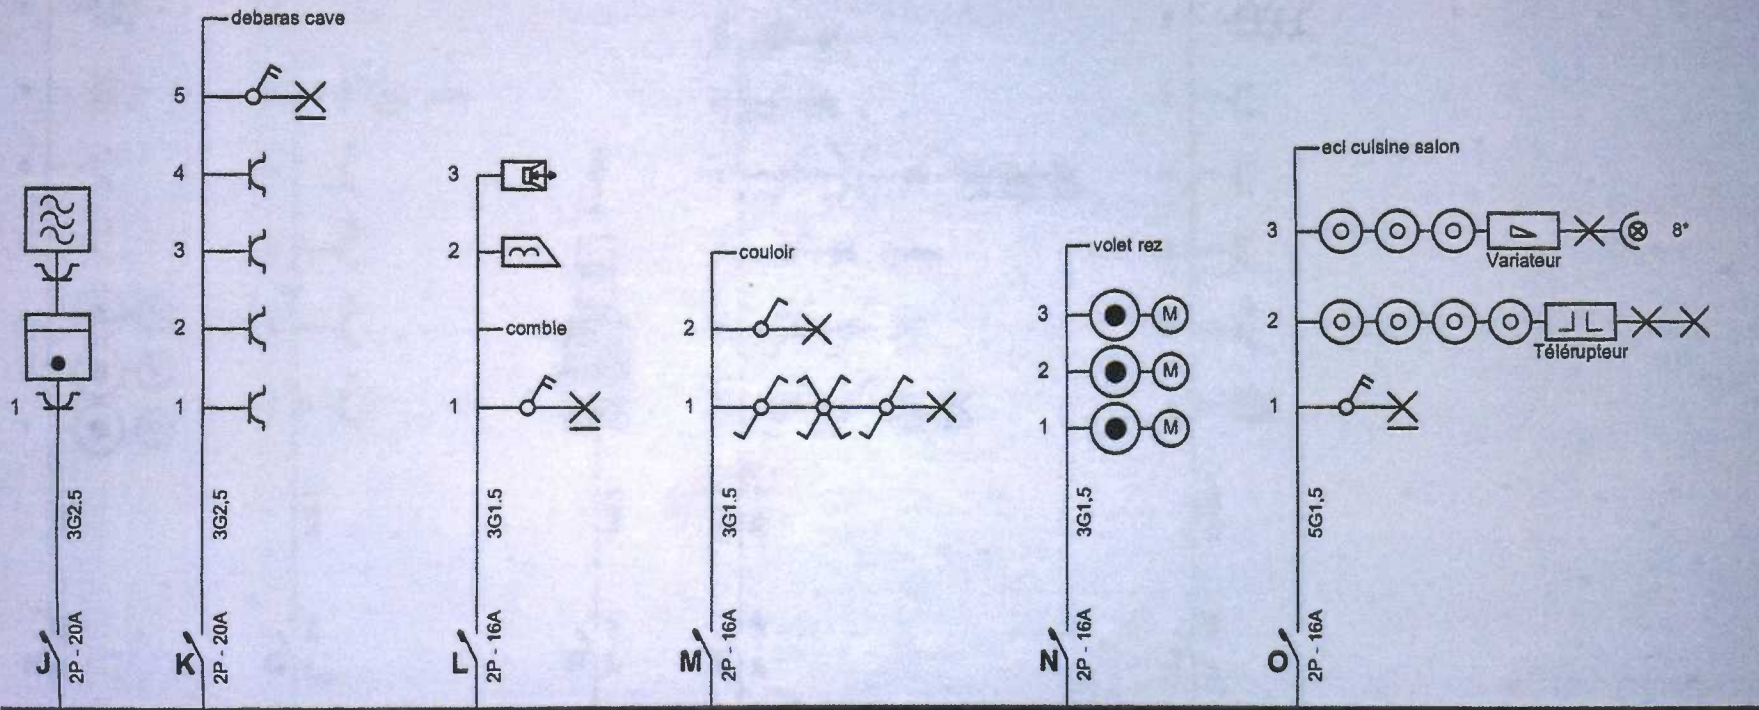 debaras cave
5
4
3
2
1
3G2,5
2P - 20A
K
1
3G2.5
2P - 20A
J
3
2
comble
1
3G1.5
2P - 16A
L
couloir
2
1
3G1.5
2P - 16A
M
volet rez
3 M
2 M
1 M
3G1,5
2P - 16A
N
ecl cuisine salon
3 8*
Variateur
2
Télérupteur
1
5G1,5
2P - 16A
O